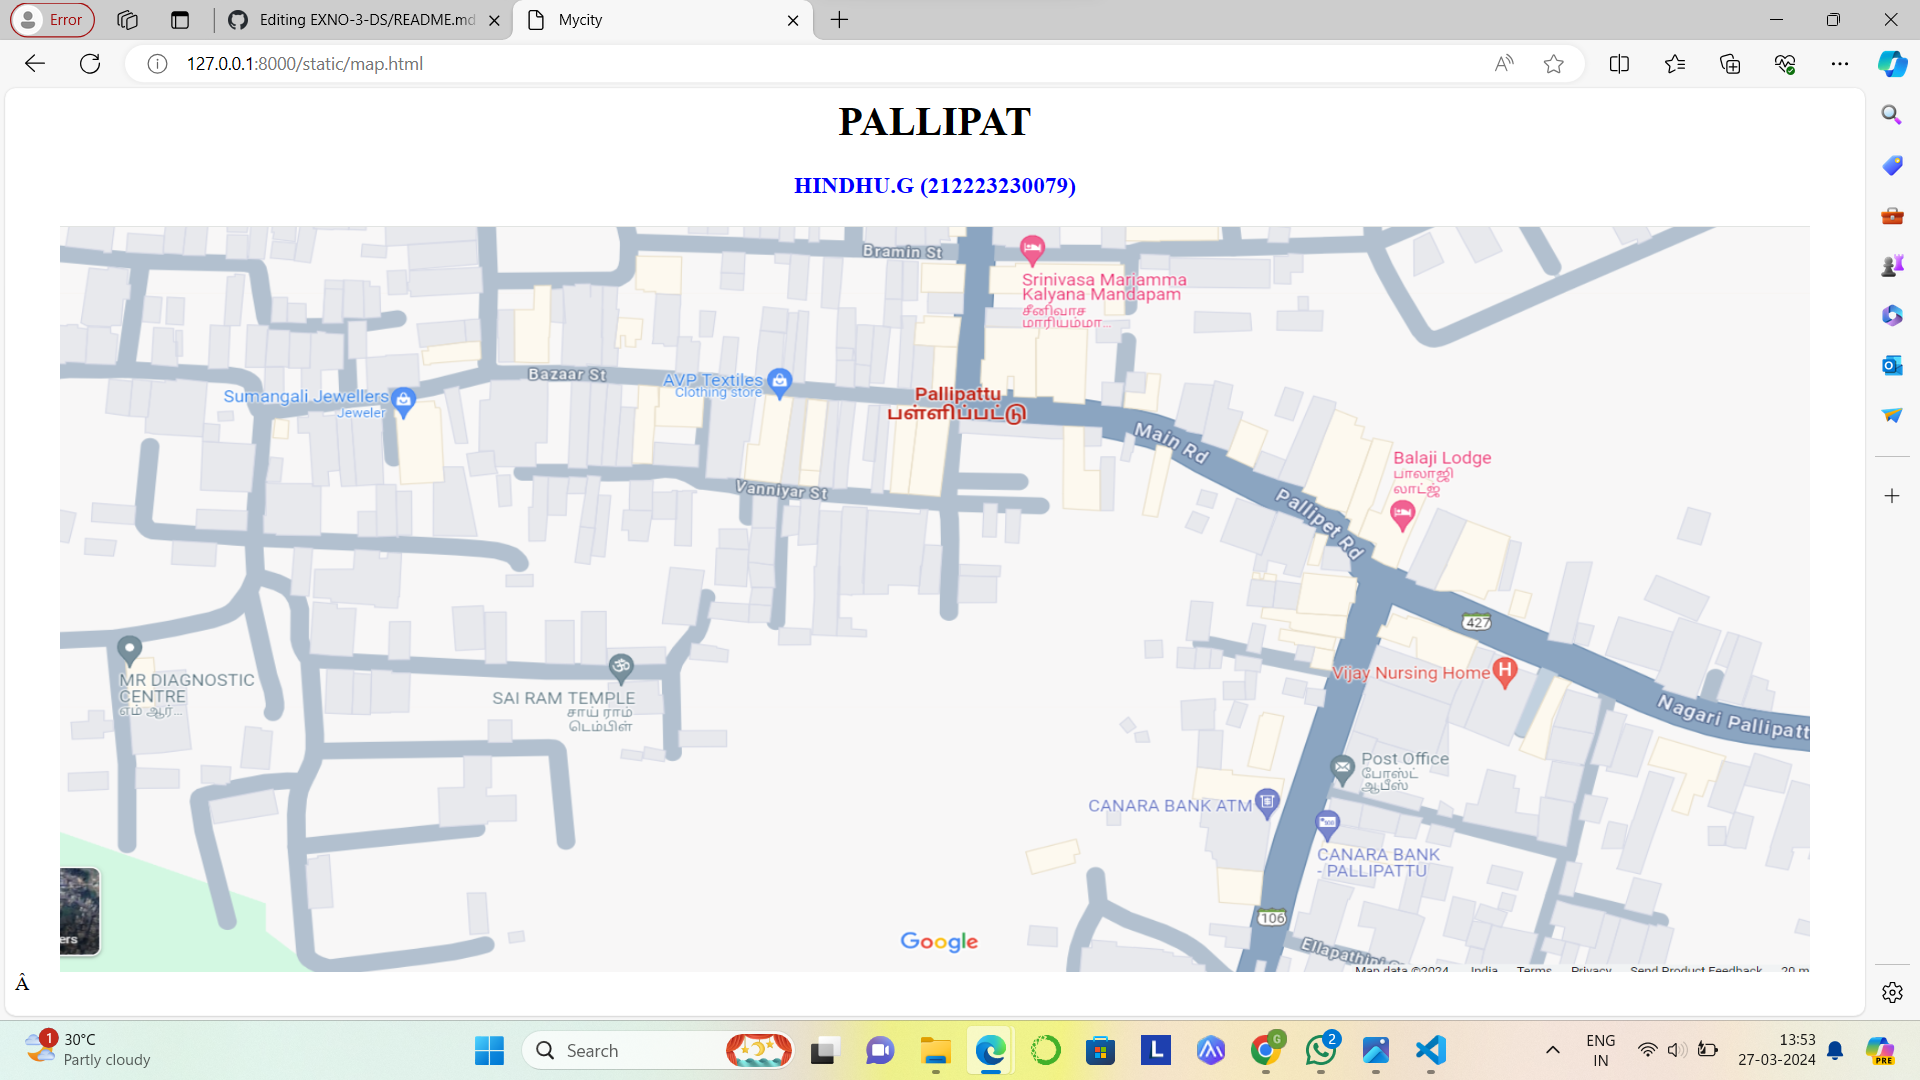 Error
Editing EXNO-3-DS/README.md
Mycity
127.0.0.1:8000/static/map.html
PALLIPAT
HINDHU.G (212223230079)
Bramin St
Srinivasa Mariamma
Kalyana Mandapam
சீனிவாச
மாரியம்மா...
Bazaar St
AVP Textiles
Clothing store
Sumangali Jewellers
Jeweler
Pallipattu
பள்ளிப்பட்டு
Main Rd
Balaji Lodge
பாலாஜி
லாட்ஜ்
Vanniyar St
Pallipet Rd
427
MR DIAGNOSTIC
CENTRE
எம் ஆர்...
SAI RAM TEMPLE
சாய் ராம்
டெம்பிள்
Vijay Nursing Home
H
Nagari Pallipatt
Post Office
போஸ்ட்
ஆபீஸ்
CANARA BANK ATM
CANARA BANK
- PALLIPATTU
106
ers
Google
Ellapathini
Map data ©2024 India Terms Privacy Send Product Feedback 20 m
Â
1
30°C
Partly cloudy
Search
L
G
2
ENG
IN
13:53
27-03-2024
PRE